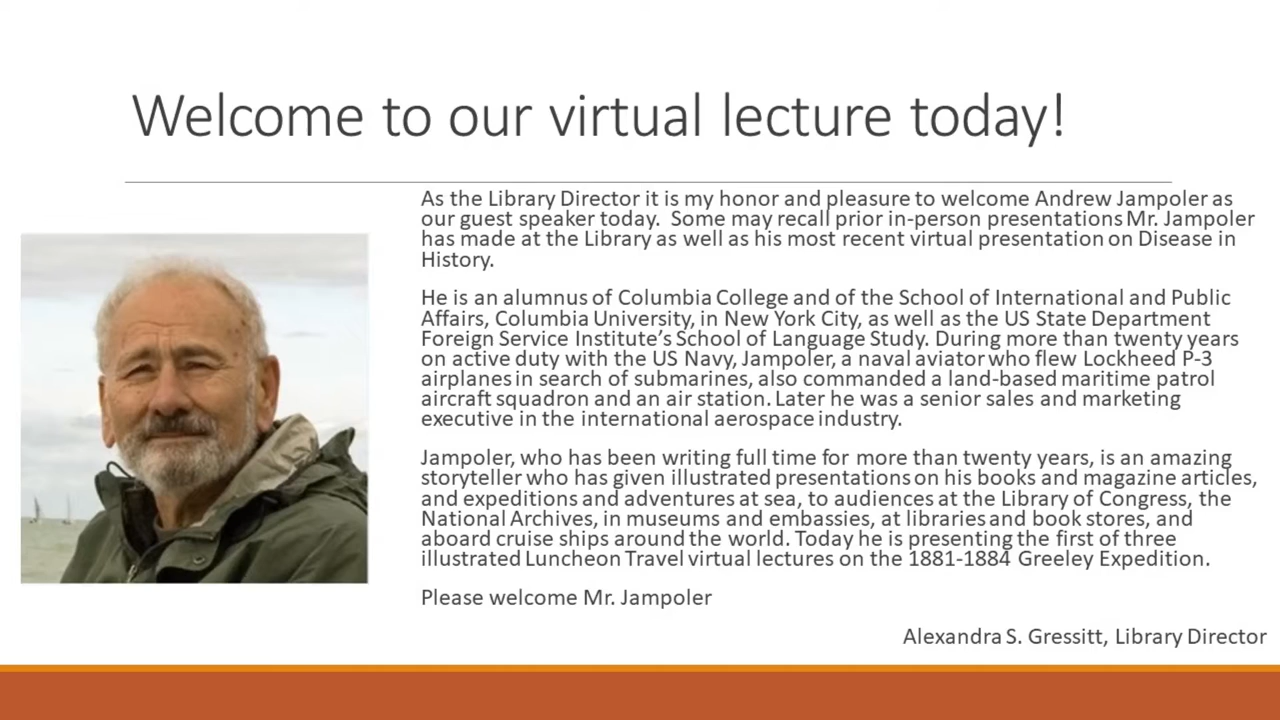 Welcome to our virtual lecture today!
As the Library Director it is my honor and pleasure to welcome Andrew Jampoler as
our guest speaker today.  Some may recall prior in-person presentations Mr. Jampoler
has made at the Library as well as his most recent virtual presentation on Disease in
History.
He is an alumnus of Columbia College and of the School of International and Public
Affairs, Columbia University, in New York City, as well as the US State Department
Foreign Service Institute’s School of Language Study. During more than twenty years
on active duty with the US Navy, Jampoler, a naval aviator who flew Lockheed P-3
airplanes in search of submarines, also commanded a land-based maritime patrol
aircraft squadron and an air station. Later he was a senior sales and marketing
executive in the international aerospace industry.
Jampoler, who has been writing full time for more than twenty years, is an amazing
storyteller who has given illustrated presentations on his books and magazine articles,
and expeditions and adventures at sea, to audiences at the Library of Congress, the
National Archives, in museums and embassies, at libraries and book stores, and
aboard cruise ships around the world. Today he is presenting the first of three
illustrated Luncheon Travel virtual lectures on the 1881-1884 Greeley Expedition.
Please welcome Mr. Jampoler
Alexandra S. Gressitt, Library Director